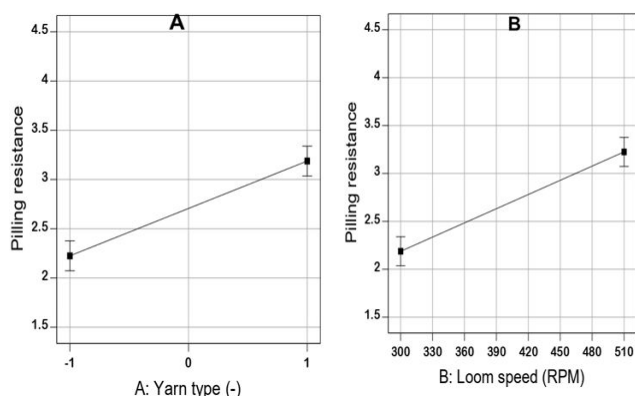 A
4.5
4
3.5
3
2.5
2
1.5
Pilling resistance
-1 0 1
A: Yarn type (-)
B
4.5
4
3.5
3
2.5
2
1.5
Pilling resistance
300 330 360 390 420 450 480 510
B: Loom speed (RPM)